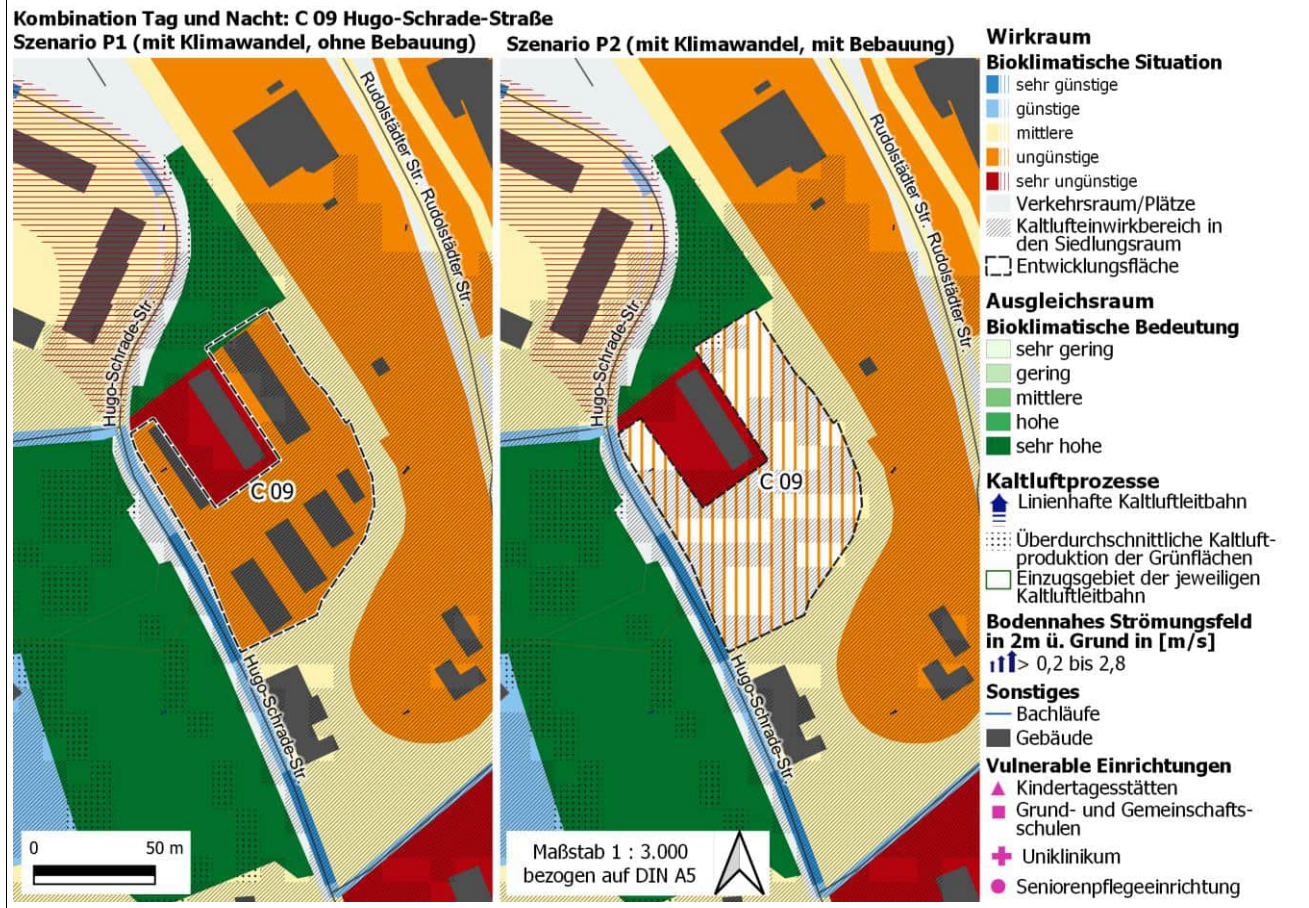 Kombination Tag und Nacht: C 09 Hugo-Schrade-Straße
Szenario P1 (mit Klimawandel, ohne Bebauung)
Szenario P2 (mit Klimawandel, mit Bebauung)
Rudolstädter Str.
Rudolstädter Str.
Hugo-Schrade-Str.
C 09
Hugo-Schrade-Str.
0 50 m
Rudolstädter Str.
Rudolstädter Str.
Hugo-Schrade-Str.
C 09
Hugo-Schrade-Str.
Maßstab 1 : 3.000
bezogen auf DIN A5
Wirkraum
Bioklimatische Situation
sehr günstige
günstige
mittlere
ungünstige
sehr ungünstige
Verkehrsraum/Plätze
Kaltlufteinwirkbereich in
den Siedlungsraum
Entwicklungsfläche
Ausgleichsraum
Bioklimatische Bedeutung
sehr gering
gering
mittlere
hohe
sehr hohe
Kaltluftprozesse
Linienhafte Kaltluftleitbahn
Überdurchschnittliche Kaltluft-
produktion der Grünflächen
Einzugsgebiet der jeweiligen
Kaltluftleitbahn
Bodennahes Strömungsfeld
in 2m ü. Grund in [m/s]
> 0,2 bis 2,8
Sonstiges
Bachläufe
Gebäude
Vulnerable Einrichtungen
Kindertagesstätten
Grund- und Gemeinschafts-
schulen
Uniklinikum
Seniorenpflegeeinrichtung